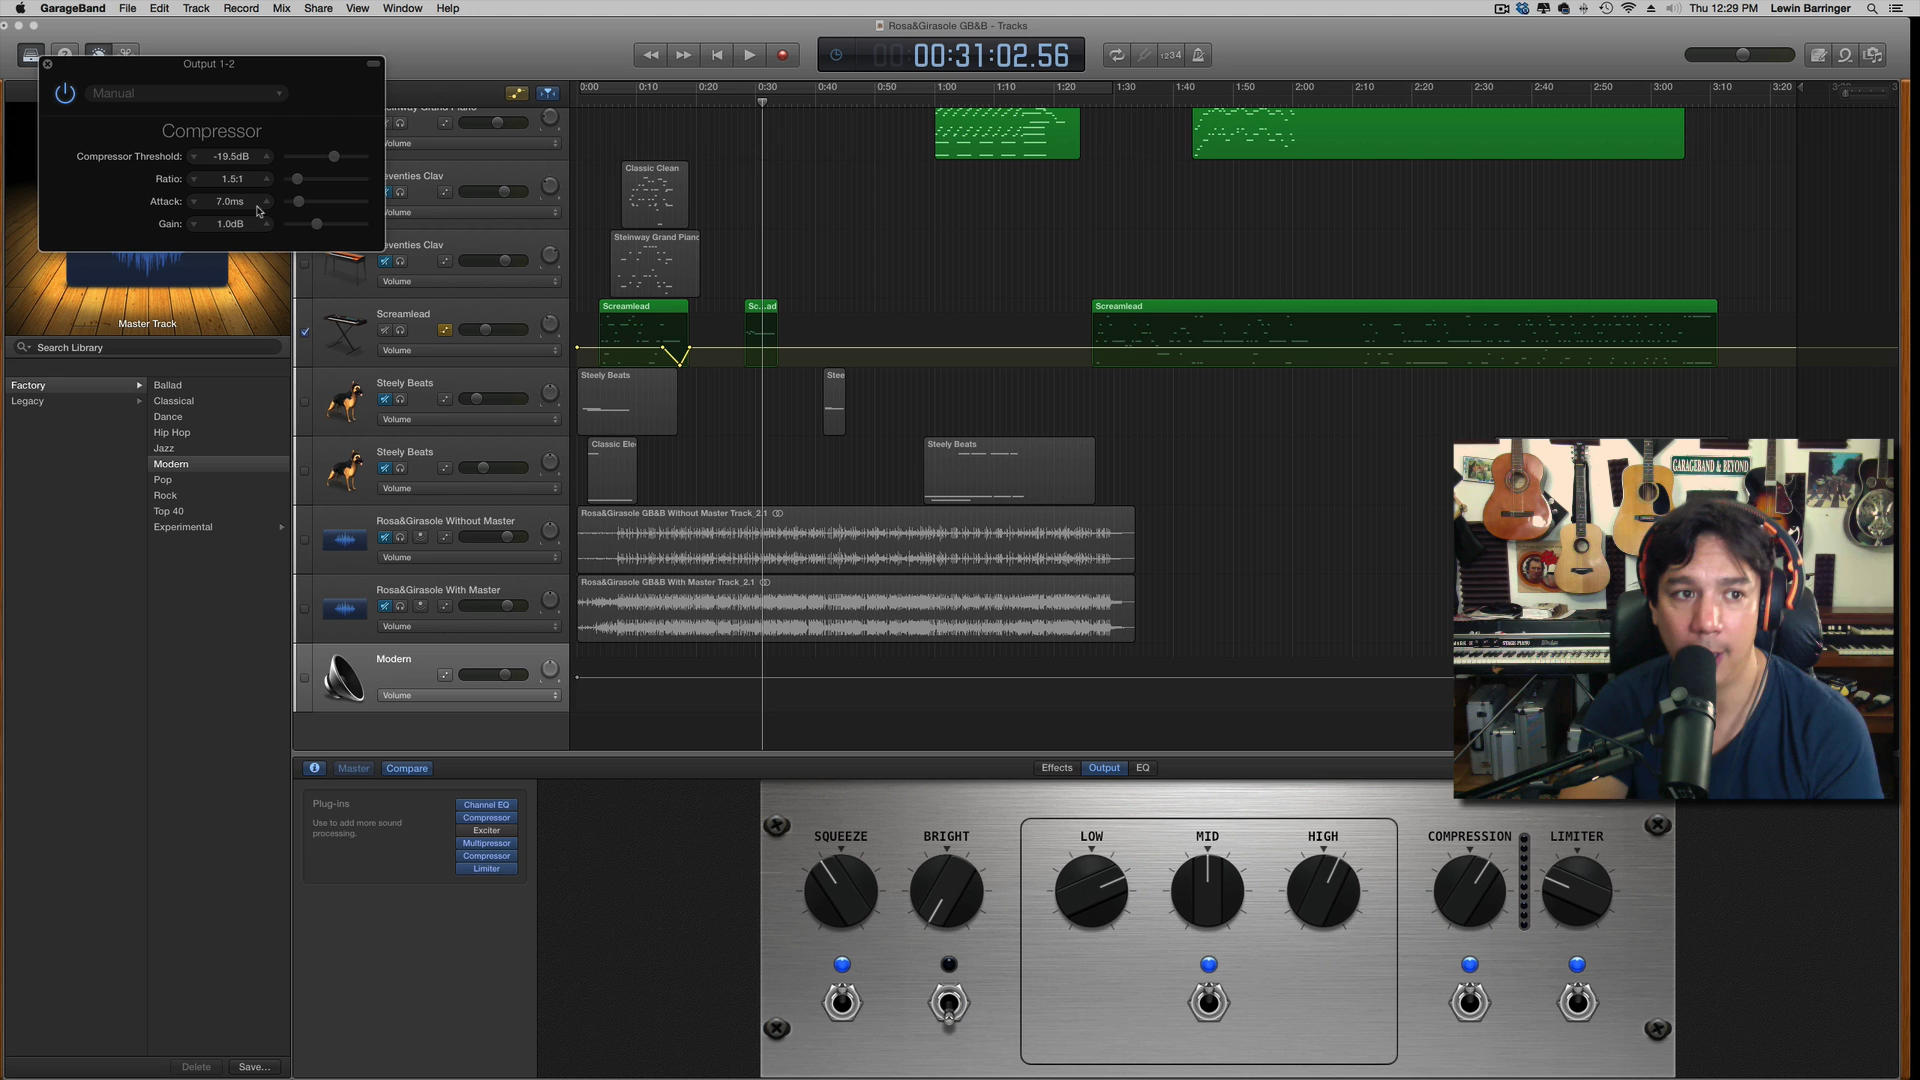 GarageBand File Edit Track Record Mix Share View Window Help
Thu 12:29 PM Lewin Barringer
Rosa&Girasole GB&B - Tracks
00:31:02.56
1234
Output 1-2
Manual
Compressor
Compressor Threshold: -19.5dB
Ratio: 1.5:1
Attack: 7.0ms
Gain: 1.0dB
Master Track
Search Library
Factory
Legacy
Ballad
Classical
Dance
Hip Hop
Jazz
Modern
Pop
Rock
Top 40
Experimental
Delete
Save...
0:00 0:10 0:20 0:30 0:40 0:50 1:00 1:10 1:20 1:30 1:40 1:50 2:00 2:10 2:20 2:30 2:40 2:50 3:00 3:10 3:20
Volume
Classic Clean
eventies Clav
Volume
Steinway Grand Piano
eventies Clav
Volume
Screamlead
Volume
Screamlead
Sc...ad
Screamlead
Steely Beats
Volume
Steely Beats
Stee
Steely Beats
Volume
Classic Ele
Steely Beats
Rosa&Girasole Without Master
Volume
Rosa&Girasole GB&B Without Master Track_2.1
Rosa&Girasole With Master
Volume
Rosa&Girasole GB&B With Master Track_2.1
Modern
Volume
GARAGEBAND & BEYOND
Master
Compare
Effects
Output
EQ
Plug-ins
Use to add more sound
processing.
Channel EQ
Compressor
Exciter
Multipressor
Compressor
Limiter
SQUEEZE
BRIGHT
LOW
MID
HIGH
COMPRESSION
LIMITER